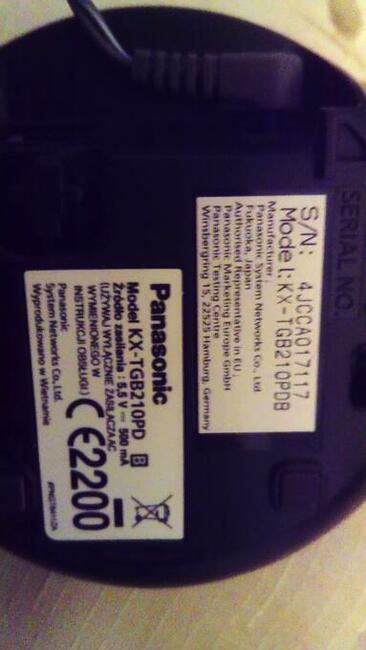 SERIAL NO.
S/N: 4JCCA017117
Model: KX-TGB210PDB
Manufacturer:
Panasonic System Networks Co., Ltd.
Fukuoka, Japan
Authorised Representative in EU:
Panasonic Marketing Europe GmbH
Panasonic Testing Centre
Winsbergring 15, 22525 Hamburg, Germany
Panasonic
Model KX-TGB210PD B
Źródło zasilania: 5,5 V 500 mA
(UŻYWAJ WYŁĄCZNIE ZASILACZA AC
WYMIENIONEGO W
INSTRUKCJI OBSŁUGI.)
CE2200
Panasonic
System Networks Co., Ltd.
Wyprodukowano w Wietnamie